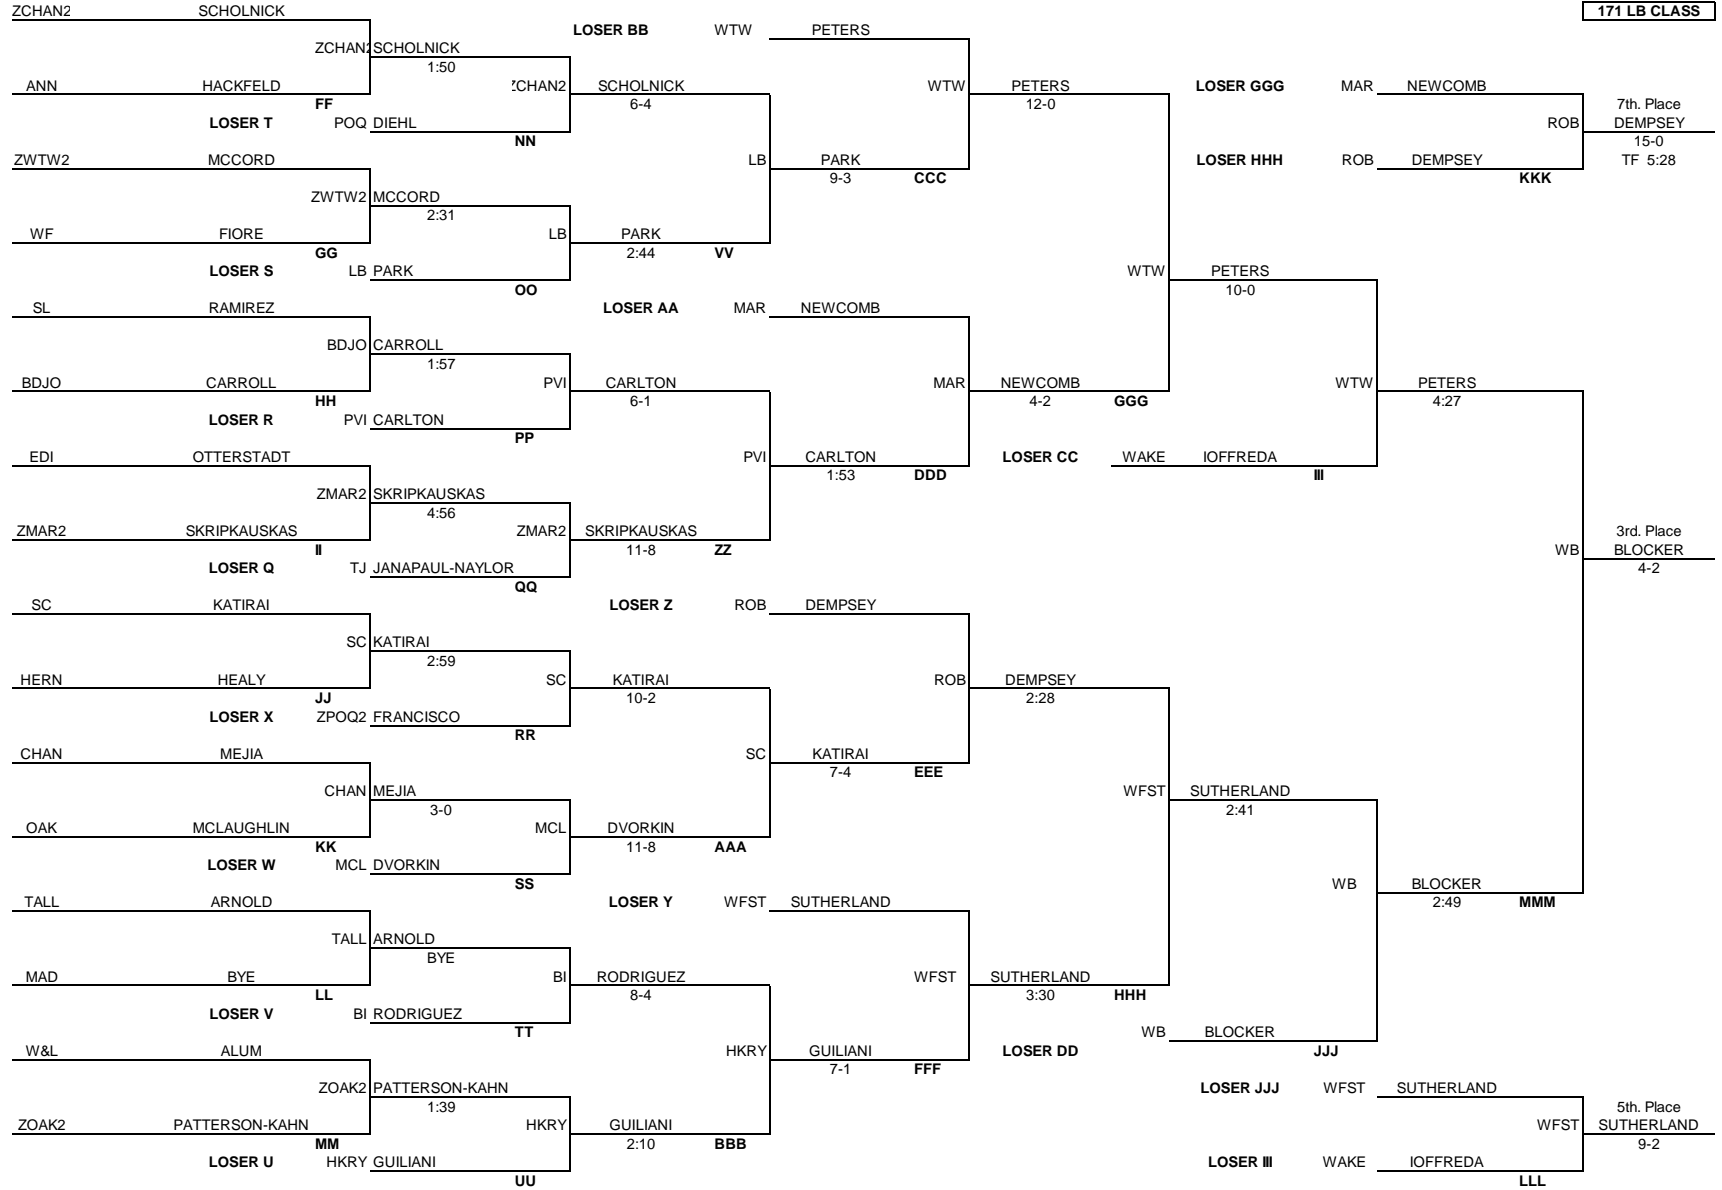 ZCHAN2 SCHOLNICK 171 LB CLASS
LOSER BB WTW PETERS
ZCHAN2 SCHOLNICK
1:50
ANN HACKFELD ZCHAN2 SCHOLNICK WTW PETERS LOSER GGG MAR NEWCOMB
FF 6-4 12-0 7th. Place
LOSER T POQ DIEHL ROB DEMPSEY
NN 15-0
ZWTW2 MCCORD LB PARK LOSER HHH ROB DEMPSEY TF 5:28
9-3 CCC KKK
ZWTW2 MCCORD
2:31
WF FIORE LB PARK
GG 2:44 VV
LOSER S LB PARK WTW PETERS
OO 10-0
SL RAMIREZ LOSER AA MAR NEWCOMB
BDJO CARROLL
1:57
BDJO CARROLL PVI CARLTON MAR NEWCOMB WTW PETERS
HH 6-1 4-2 GGG 4:27
LOSER R PVI CARLTON
PP
EDI OTTERSTADT PVI CARLTON LOSER CC WAKE IOFFREDA
1:53 DDD III
ZMAR2 SKRIPKAUSKAS
4:56
ZMAR2 SKRIPKAUSKAS ZMAR2 SKRIPKAUSKAS 3rd. Place
II 11-8 ZZ WB BLOCKER
LOSER Q TJ JANAPAUL-NAYLOR 4-2
QQ
SC KATIRAI LOSER Z ROB DEMPSEY
SC KATIRAI
2:59
HERN HEALY SC KATIRAI ROB DEMPSEY
JJ 10-2 2:28
LOSER X ZPOQ2 FRANCISCO
RR
CHAN MEJIA SC KATIRAI
7-4 EEE
CHAN MEJIA WFST SUTHERLAND
3-0 2:41
OAK MCLAUGHLIN MCL DVORKIN
KK 11-8 AAA
LOSER W MCL DVORKIN
SS WB BLOCKER
TALL ARNOLD LOSER Y WFST SUTHERLAND 2:49 MMM
TALL ARNOLD
BYE
MAD BYE BI RODRIGUEZ WFST SUTHERLAND
LL 8-4 3:30 HHH
LOSER V BI RODRIGUEZ
TT WB BLOCKER
W&L ALUM HKRY GUILIANI LOSER DD JJJ
7-1 FFF
ZOAK2 PATTERSON-KAHN LOSER JJJ WFST SUTHERLAND
1:39 5th. Place
ZOAK2 PATTERSON-KAHN HKRY GUILIANI WFST SUTHERLAND
MM 2:10 BBB 9-2
LOSER U HKRY GUILIANI LOSER III WAKE IOFFREDA
UU LLL